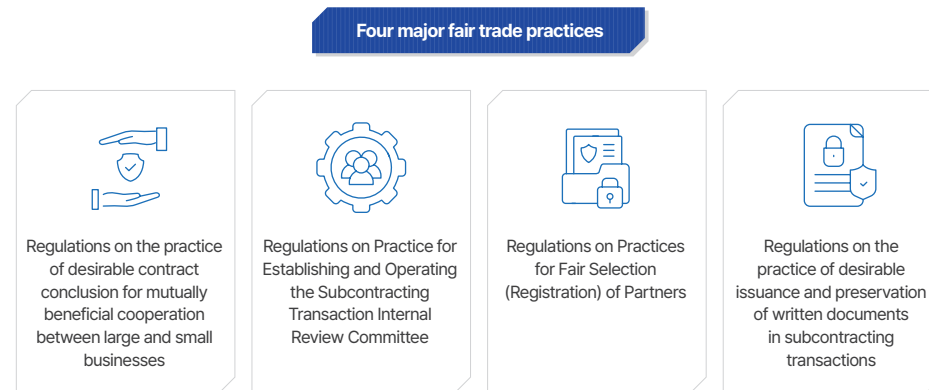 Four major fair trade practices
Regulations on the practice
of desirable contract
conclusion for mutually
beneficial cooperation
between large and small
businesses
Regulations on Practice for
Establishing and Operating
the Subcontracting
Transaction Internal
Review Committee
Regulations on Practices
for Fair Selection
(Registration) of Partners
Regulations on the
practice of desirable
issuance and preservation
of written documents
in subcontracting
transactions